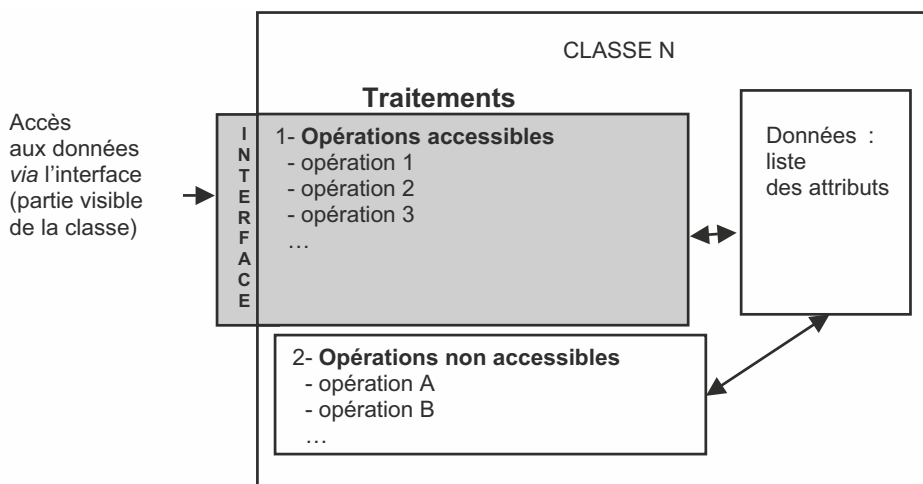 CLASSE N
Traitements
Accès
aux données
via l’interface
(partie visible
de la classe)
INTERFACE
1- Opérations accessibles
- opération 1
- opération 2
- opération 3
…
Données :
liste
des attributs
2- Opérations non accessibles
- opération A
- opération B
…